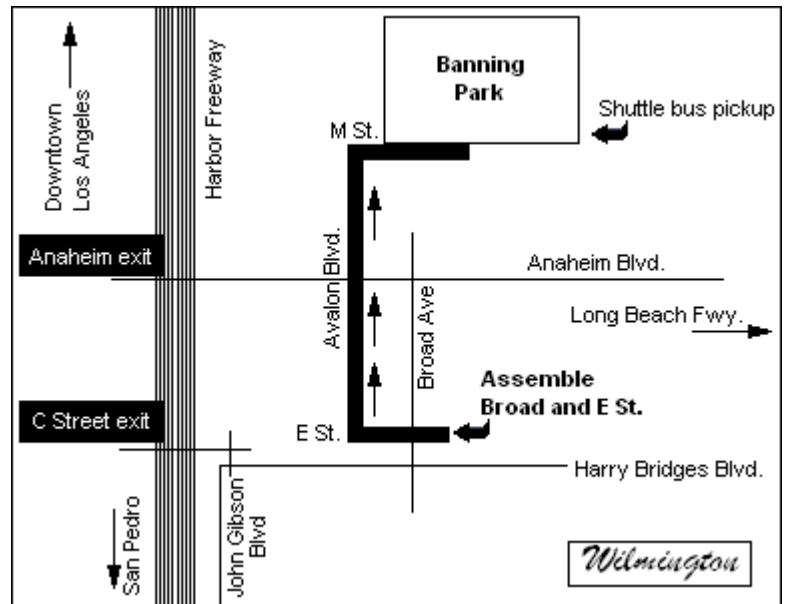 Banning
Park
Shuttle bus pickup
M St.
Downtown
Los Angeles
Harbor Freeway
Anaheim exit
Anaheim Blvd.
Avalon Blvd.
Broad Ave
Long Beach Fwy.
Assemble
Broad and E St.
C Street exit
E St.
Harry Bridges Blvd.
San Pedro
John Gibson
Blvd
Wilmington